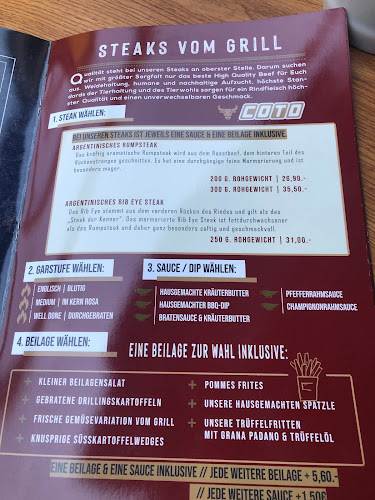 STEAKS VOM GRILL
Qualität steht bei unseren Steaks an oberster Stelle. Darum suchen
wir mit größter Sorgfalt nur das beste High Quality Beef für Euch
aus. Weidehaltung, humane und nachhaltige Aufzucht, höchste Stan-
dards der Tierhaltung und des Tierwohls sorgen für ein Rindfleisch höch-
ster Qualität und einen unverwechselbaren Geschmack.
1. STEAK WÄHLEN:
COTO
BEI UNSEREN STEAKS IST JEWEILS EINE SAUCE & EINE BEILAGE INKLUSIVE.
ARGENTINISCHES RUMPSTEAK
Das kräftig aromatische Rumpsteak wird aus dem Roastbeef, dem hinteren Teil des
Rückenstranges geschnitten. Es hat eine durchgängige feine Marmorierung und ist
besonders mager.
200 G. ROHGEWICHT | 26,90.-
300 G. ROHGEWICHT | 35,50.-
ARGENTINISCHES RIB EYE STEAK
Das Rib Eye stammt aus dem vorderen Rücken des Rindes und gilt als das
„Steak der Kenner“. Das marmorierte Rib Eye Steak ist fettdurchwachsener
als das Rumpsteak und daher ganz besonders saftig und geschmackvoll.
250 G. ROHGEWICHT | 31,00.-
2. GARSTUFE WÄHLEN:
ENGLISCH | BLUTIG
MEDIUM | IM KERN ROSA
WELL DONE | DURCHGEBRATEN
3. SAUCE / DIP WÄHLEN:
HAUSGEMACHTE KRÄUTERBUTTER
HAUSGEMACHTER BBQ-DIP
BRATENSAUCE & KRÄUTERBUTTER
PFEFFERRAHMSAUCE
CHAMPIGNONRAHMSAUCE
4. BEILAGE WÄHLEN:
EINE BEILAGE ZUR WAHL INKLUSIVE:
+ KLEINER BEILAGENSALAT
+ GEBRATENE DRILLINGSKARTOFFELN
+ FRISCHE GEMÜSEVARIATION VOM GRILL
+ KNUSPRIGE SÜSSKARTOFFELWEDGES
+ POMMES FRITES
+ UNSERE HAUSGEMACHTEN SPÄTZLE
+ UNSERE TRÜFFELFRITTEN
MIT GRANA PADANO & TRÜFFELÖL
EINE BEILAGE & EINE SAUCE INKLUSIVE // JEDE WEITERE BEILAGE + 5,60.-
// JEDE WEITERE SAUCE +1,50€